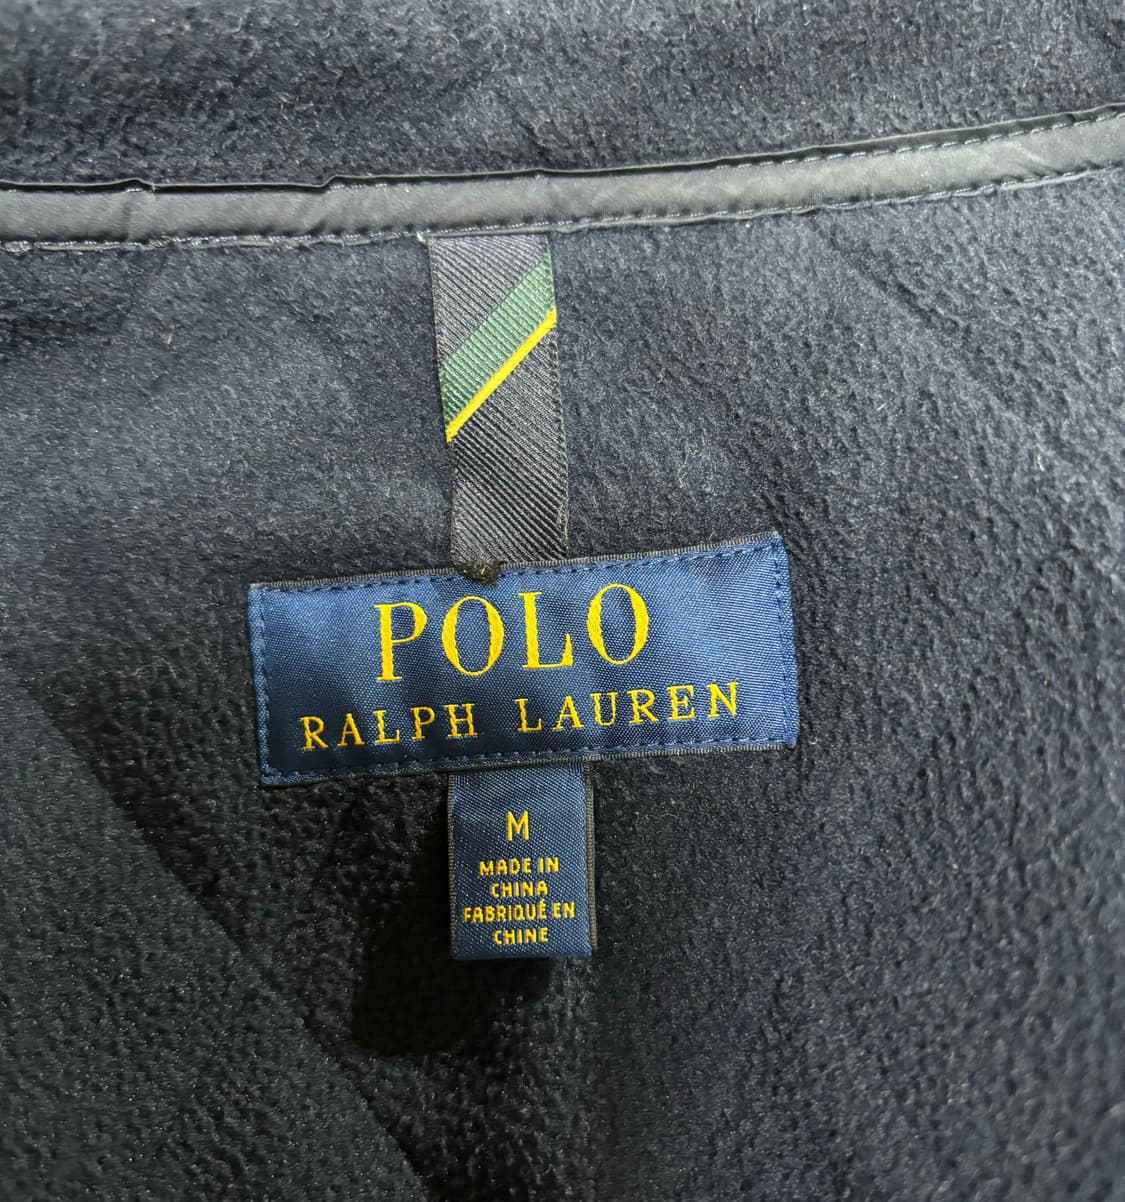 POLO
RALPH LAUREN
M
MADE IN
CHINA
FABRIQUÉ EN
CHINE